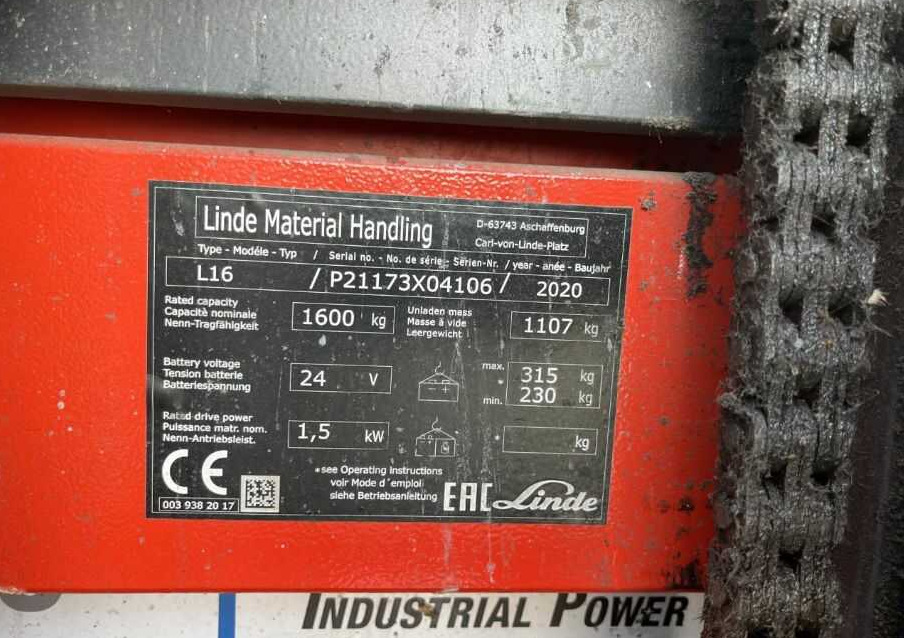 Linde Material Handling
D-63743 Aschaffenburg
Carl-von-Linde-Platz
Type - Modéle - Typ / Serial no. - No. de série - Serien-Nr. / year - anée - Baujahr
L16 / P21173X04106 / 2020
Rated capacity
Capacité nominale
Nenn-Tragfähigkeit
1600 kg
Unladen mass
Masse à vide
Leergewicht
1107 kg
Battery voltage
Tension batterie
Batteriespannung
24 V
max. 315 kg
*
min. 230 kg
Rated drive power
Puissance matr. nom.
Nenn-Antriebsleist.
1,5 kW
* kg
*see Operating Instructions
voir Mode d´emploi
siehe Betriebsanleitung
CE
003 938 20 17
EAC Linde
INDUSTRIAL POWER